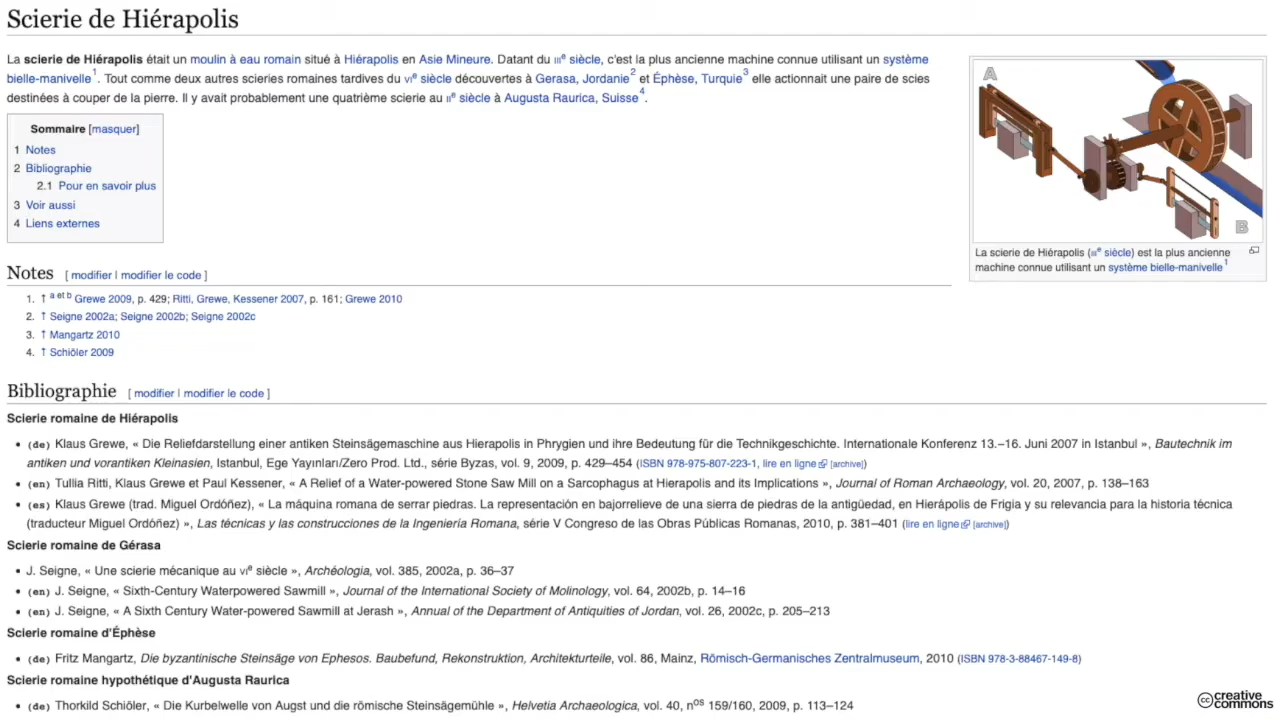 Scierie de Hiérapolis
La scierie de Hiérapolis était un moulin à eau romain situé à Hiérapolis en Asie Mineure. Datant du IIIe siècle, c'est la plus ancienne machine connue utilisant un système
bielle-manivelle1. Tout comme deux autres scieries romaines tardives du VIe siècle découvertes à Gerasa, Jordanie2 et Éphèse, Turquie3 elle actionnait une paire de scies
destinées à couper de la pierre. Il y avait probablement une quatrième scierie au IIe siècle à Augusta Raurica, Suisse4.
A
B
La scierie de Hiérapolis (IIIe siècle) est la plus ancienne
machine connue utilisant un système bielle-manivelle1
Sommaire [masquer]
1 Notes
2 Bibliographie
2.1 Pour en savoir plus
3 Voir aussi
4 Liens externes
Notes [ modifier | modifier le code ]
1. ↑ a et b Grewe 2009, p. 429; Ritti, Grewe, Kessener 2007, p. 161; Grewe 2010
2. ↑ Seigne 2002a; Seigne 2002b; Seigne 2002c
3. ↑ Mangartz 2010
4. ↑ Schiöler 2009
Bibliographie [ modifier | modifier le code ]
Scierie romaine de Hiérapolis
• (de) Klaus Grewe, « Die Reliefdarstellung einer antiken Steinsägemaschine aus Hierapolis in Phrygien und ihre Bedeutung für die Technikgeschichte. Internationale Konferenz 13.–16. Juni 2007 in Istanbul », Bautechnik im
antiken und vorantiken Kleinasien, Istanbul, Ege Yayınları/Zero Prod. Ltd., série Byzas, vol. 9, 2009, p. 429–454 (ISBN 978-975-807-223-1, lire en ligne [archive])
• (en) Tullia Ritti, Klaus Grewe et Paul Kessener, « A Relief of a Water-powered Stone Saw Mill on a Sarcophagus at Hierapolis and its Implications », Journal of Roman Archaeology, vol. 20, 2007, p. 138–163
• (es) Klaus Grewe (trad. Miguel Ordóñez), « La máquina romana de serrar piedras. La representación en bajorrelieve de una sierra de piedras de la antigüedad, en Hierápolis de Frigia y su relevancia para la historia técnica
(traducteur Miguel Ordóñez) », Las técnicas y las construcciones de la Ingeniería Romana, série V Congreso de las Obras Públicas Romanas, 2010, p. 381–401 (lire en ligne [archive])
Scierie romaine de Gérasa
• J. Seigne, « Une scierie mécanique au VIe siècle », Archéologia, vol. 385, 2002a, p. 36–37
• (en) J. Seigne, « Sixth-Century Waterpowered Sawmill », Journal of the International Society of Molinology, vol. 64, 2002b, p. 14–16
• (en) J. Seigne, « A Sixth Century Water-powered Sawmill at Jerash », Annual of the Department of Antiquities of Jordan, vol. 26, 2002c, p. 205–213
Scierie romaine d'Éphèse
• (de) Fritz Mangartz, Die byzantinische Steinsäge von Ephesos. Baubefund, Rekonstruktion, Architekturteile, vol. 86, Mainz, Römisch-Germanisches Zentralmuseum, 2010 (ISBN 978-3-88467-149-8)
Scierie romaine hypothétique d'Augusta Raurica
• (de) Thorkild Schiöler, « Die Kurbelwelle von Augst und die römische Steinsägemühle », Helvetia Archaeologica, vol. 40, nos 159/160, 2009, p. 113–124
cc creative
commons